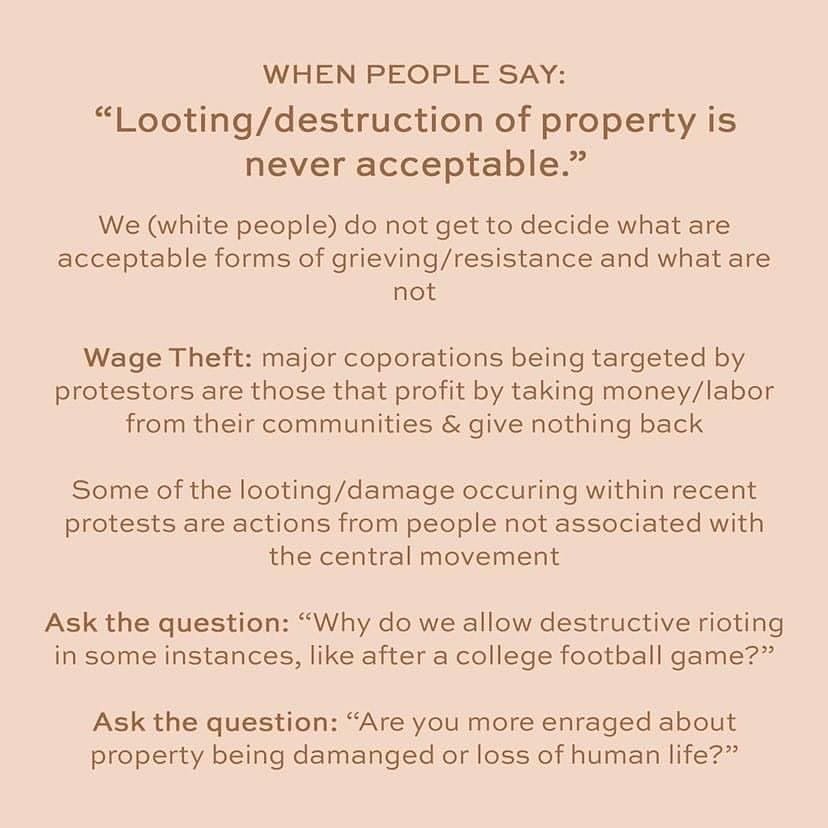 WHEN PEOPLE SAY:
“Looting/destruction of property is
never acceptable.”
We (white people) do not get to decide what are
acceptable forms of grieving/resistance and what are
not
Wage Theft: major coporations being targeted by
protestors are those that profit by taking money/labor
from their communities & give nothing back
Some of the looting/damage occuring within recent
protests are actions from people not associated with
the central movement
Ask the question: “Why do we allow destructive rioting
in some instances, like after a college football game?”
Ask the question: “Are you more enraged about
property being damanged or loss of human life?”